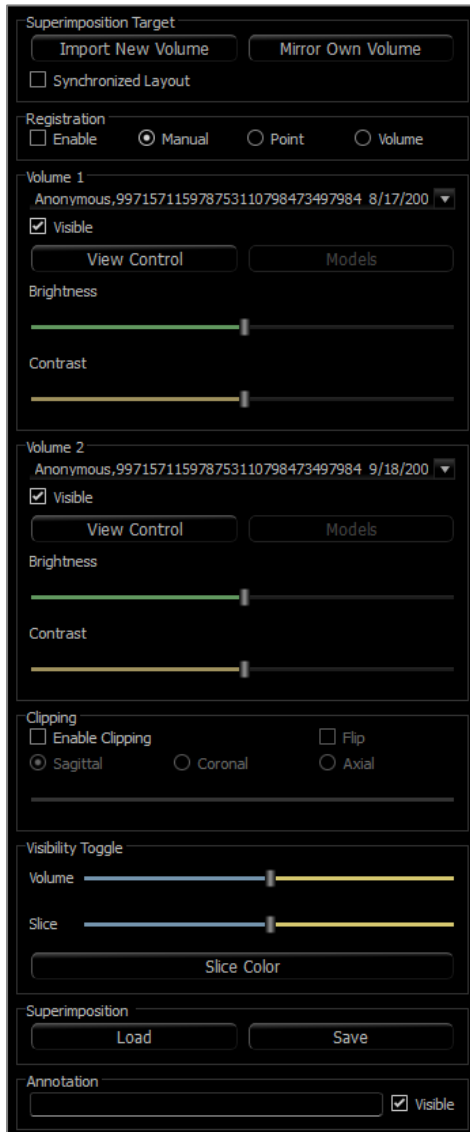 Superimposition Target
Import New Volume Mirror Own Volume
Synchronized Layout
Registration
Enable Manual Point Volume
Volume 1
Anonymous,9971571159787531107984734979​84 8/17/200
Visible
View Control Models
Brightness
Contrast
Volume 2
Anonymous,997157115978753110798473497984 9/18/200
Visible
View Control Models
Brightness
Contrast
Clipping
Enable Clipping Flip
Sagittal Coronal Axial
Visibility Toggle
Volume
Slice
Slice Color
Superimposition
Load Save
Annotation
Visible